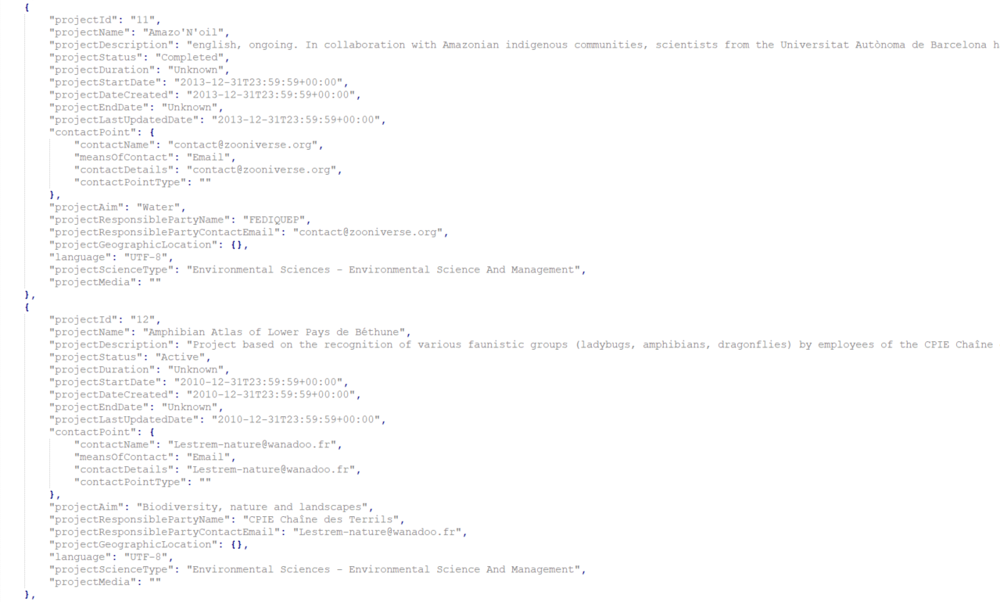 {
"projectId": "11",
"projectName": "Amazo'N'oil",
"projectDescription": "english, ongoing. In collaboration with Amazonian indigenous communities, scientists from the Universitat Autònoma de Barcelona h
"projectStatus": "Completed",
"projectDuration": "Unknown",
"projectStartDate": "2013-12-31T23:59:59+00:00",
"projectDateCreated": "2013-12-31T23:59:59+00:00",
"projectEndDate": "Unknown",
"projectLastUpdatedDate": "2013-12-31T23:59:59+00:00",
"contactPoint": {
"contactName": "contact@zooniverse.org",
"meansOfContact": "Email",
"contactDetails": "contact@zooniverse.org",
"contactPointType": ""
},
"projectAim": "Water",
"projectResponsiblePartyName": "FEDIQUEP",
"projectResponsiblePartyContactEmail": "contact@zooniverse.org",
"projectGeographicLocation": {},
"language": "UTF-8",
"projectScienceType": "Environmental Sciences - Environmental Science And Management",
"projectMedia": ""
},
{
"projectId": "12",
"projectName": "Amphibian Atlas of Lower Pays de Béthune",
"projectDescription": "Project based on the recognition of various faunistic groups (ladybugs, amphibians, dragonflies) by employees of the CPIE Chaîne
"projectStatus": "Active",
"projectDuration": "Unknown",
"projectStartDate": "2010-12-31T23:59:59+00:00",
"projectDateCreated": "2010-12-31T23:59:59+00:00",
"projectEndDate": "Unknown",
"projectLastUpdatedDate": "2010-12-31T23:59:59+00:00",
"contactPoint": {
"contactName": "Lestrem-nature@wanadoo.fr",
"meansOfContact": "Email",
"contactDetails": "Lestrem-nature@wanadoo.fr",
"contactPointType": ""
},
"projectAim": "Biodiversity, nature and landscapes",
"projectResponsiblePartyName": "CPIE Chaîne des Terrils",
"projectResponsiblePartyContactEmail": "Lestrem-nature@wanadoo.fr",
"projectGeographicLocation": {},
"language": "UTF-8",
"projectScienceType": "Environmental Sciences - Environmental Science And Management",
"projectMedia": ""
},